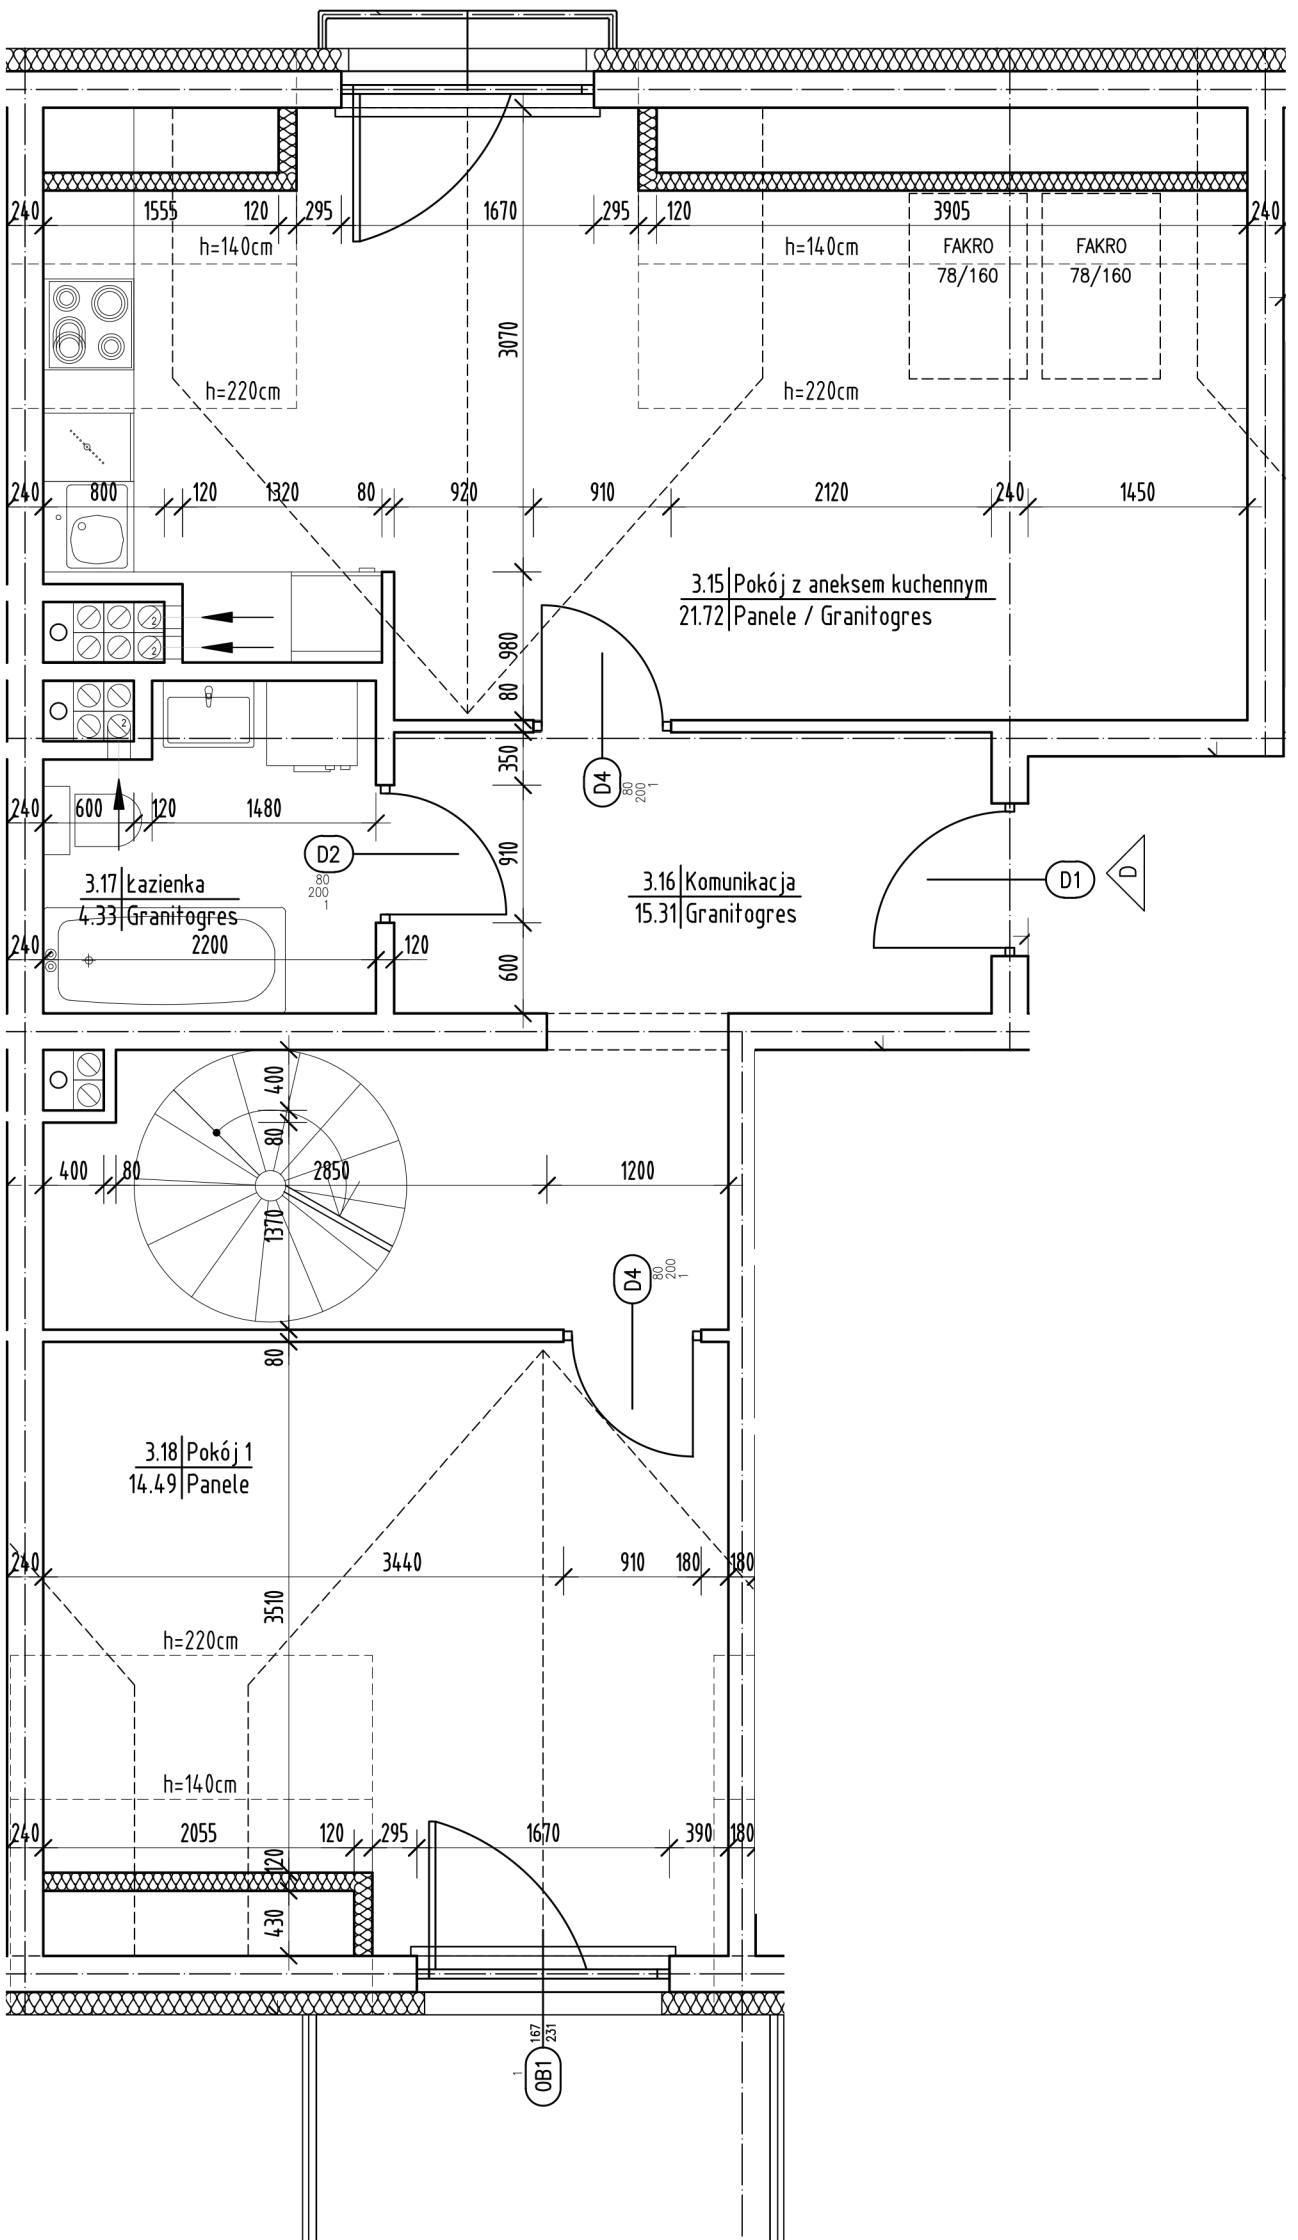 240 1555 120 295 1670 295 120 3905 240
h=140cm h=140cm FAKRO FAKRO
78/160 78/160
3070
h=220cm h=220cm
240 800 120 1320 80 920 910 2120 240 1450
3.15 Pokój z aneksem kuchennym
21.72 Panele / Granitogres
2
2
980
80
2
350
D4
80
200
1
240 600 120 1480
D2
80
200
1
910
D1
D
3.17 Łazienka
4.33 Granitogres
3.16 Komunikacja
15.31 Granitogres
240 2200 120
600
400
80
400 80 2850 1200
1370
D4
80
200
1
80
3.18 Pokój 1
14.49 Panele
240 3440 910 180 180
3510
h=220cm
h=140cm
240 2055 120 295 1670 390 180
120
430
167
231
1
OB1